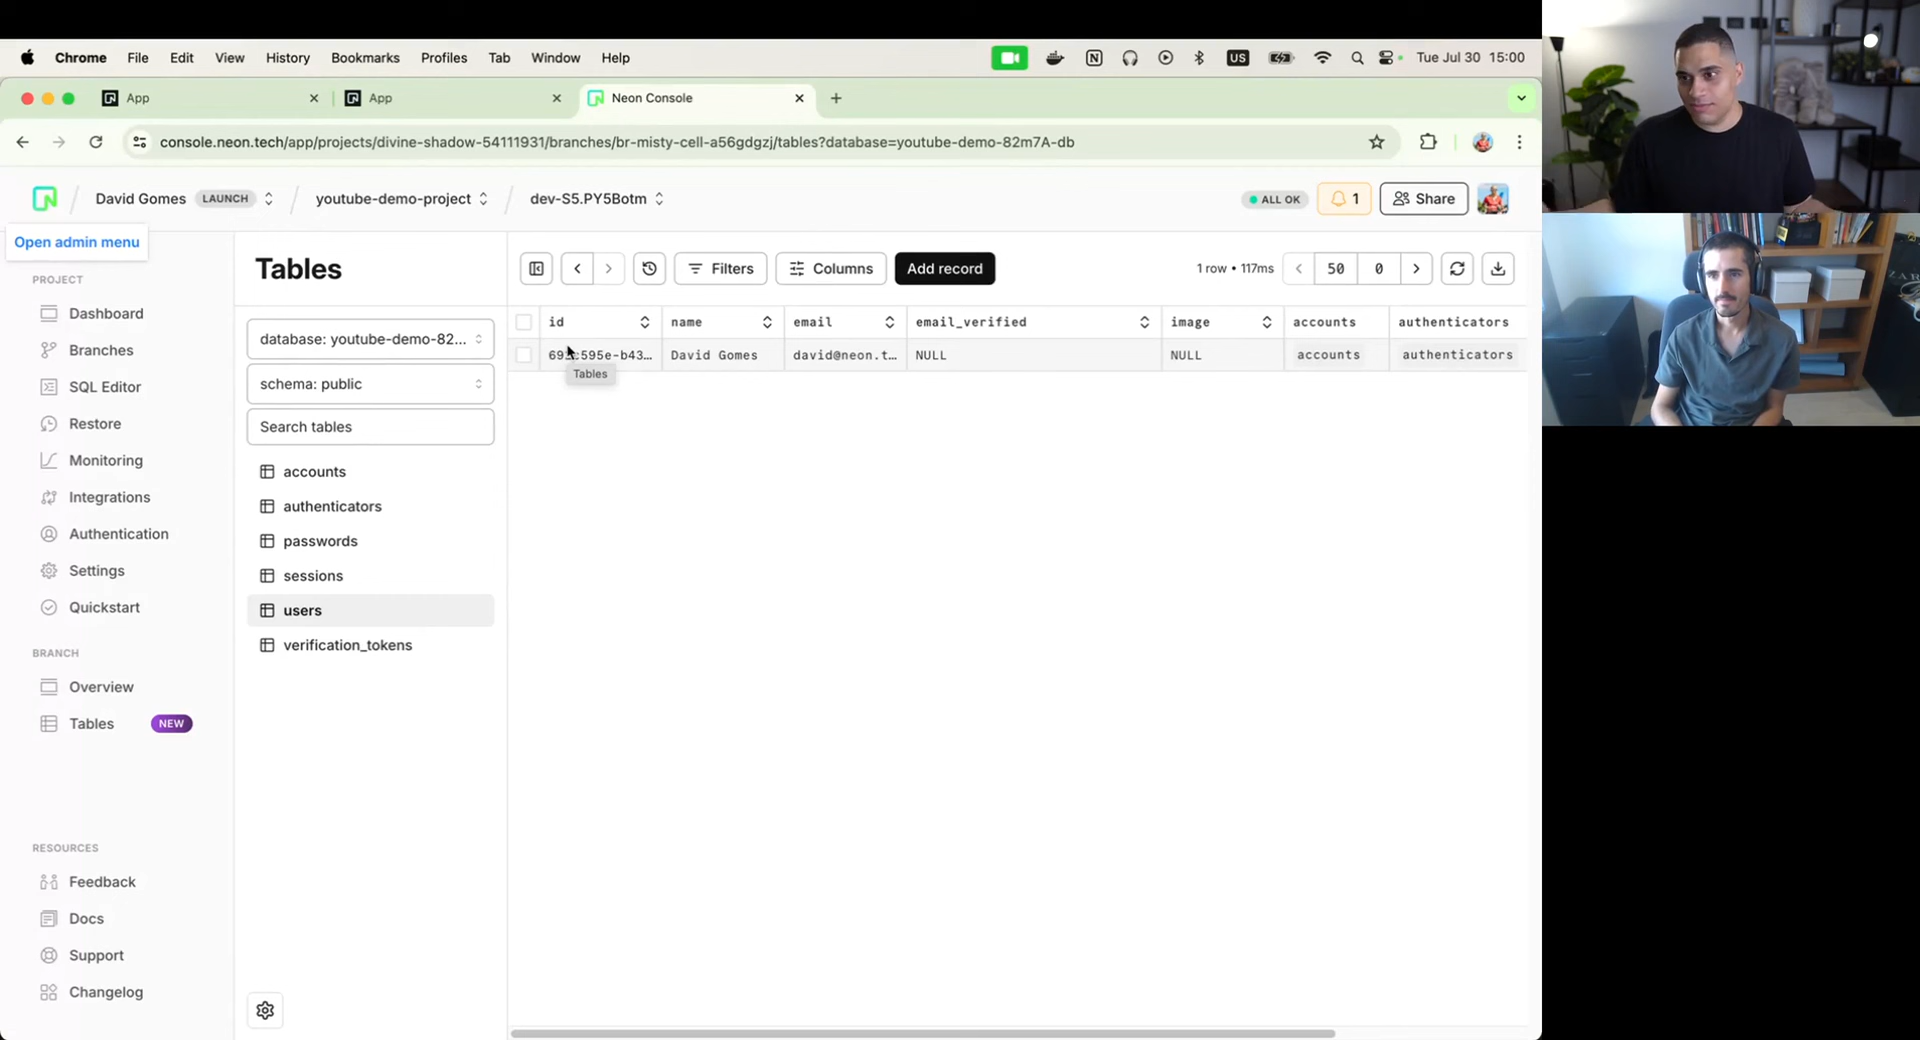 Chrome File Edit View History Bookmarks Profiles Tab Window Help US Tue Jul 30 15:00
App App Neon Console
console.neon.tech/app/projects/divine-shadow-54111931/branches/br-misty-cell-a56gdgzj/tables?database=youtube-demo-82m7A-db
David Gomes LAUNCH / youtube-demo-project / dev-S5.PY5Botm ALL OK 1 Share
Open admin menu
PROJECT
Dashboard
Branches
SQL Editor
Restore
Monitoring
Integrations
Authentication
Settings
Quickstart
BRANCH
Overview
Tables NEW
RESOURCES
Feedback
Docs
Support
Changelog
Tables
database: youtube-demo-82...
schema: public
Search tables
accounts
authenticators
passwords
sessions
users
verification_tokens
Filters Columns Add record 1 row • 117ms 50 0
id name email email_verified image accounts authenticators
David Gomes david@neon.t... NULL NULL accounts authenticators
Tables